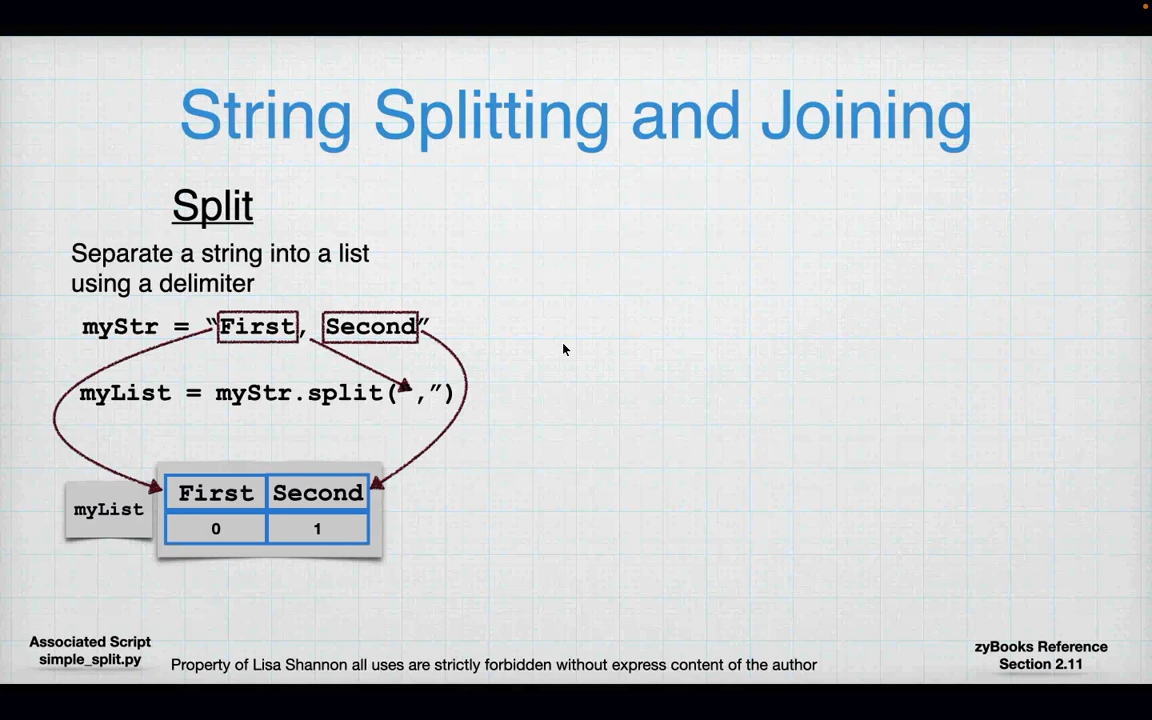 String Splitting and Joining
Split
Separate a string into a list
using a delimiter
myStr = “First, Second”
myList = myStr.split(“,”)
myList
First Second
0 1
Associated Script
simple_split.py
Property of Lisa Shannon all uses are strictly forbidden without express content of the author
zyBooks Reference
Section 2.11